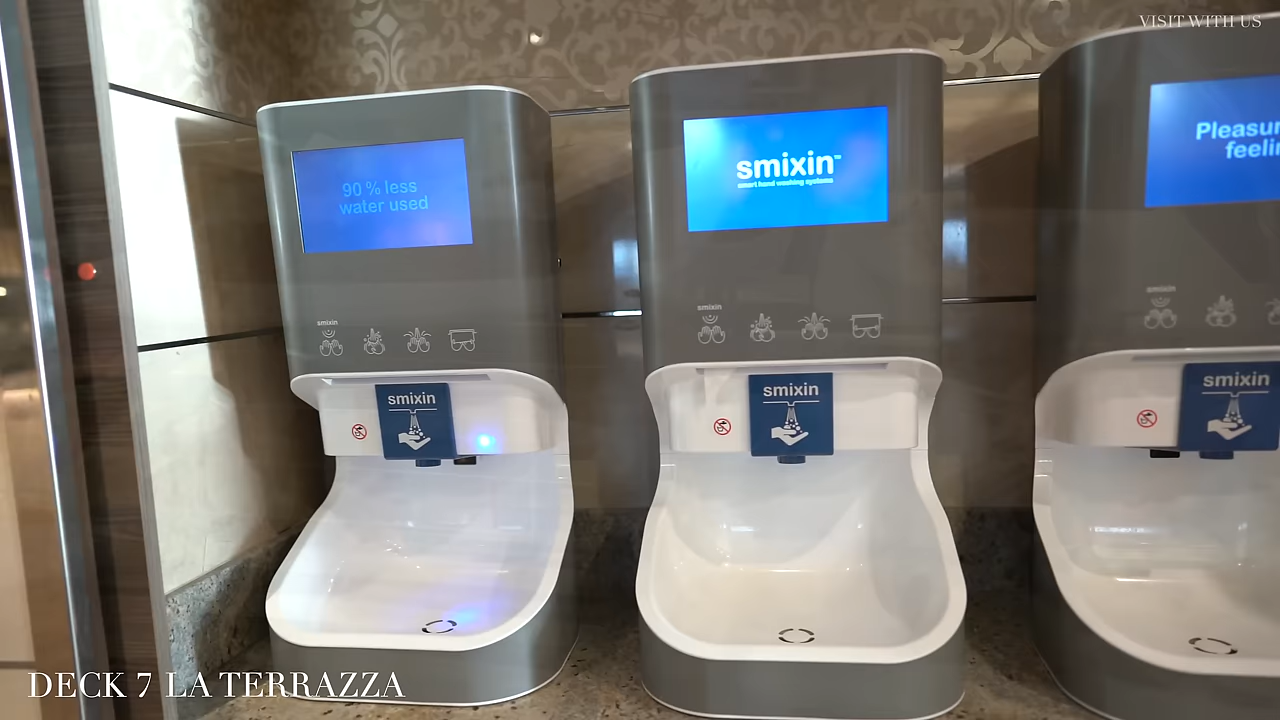 VISIT WITH US
90 % less
water used
smixin™
smart hand washing systems
Pleasur
feelin
smixin
smixin
smixin
smixin
smixin
smixin
DECK 7 LA TERRAZZA